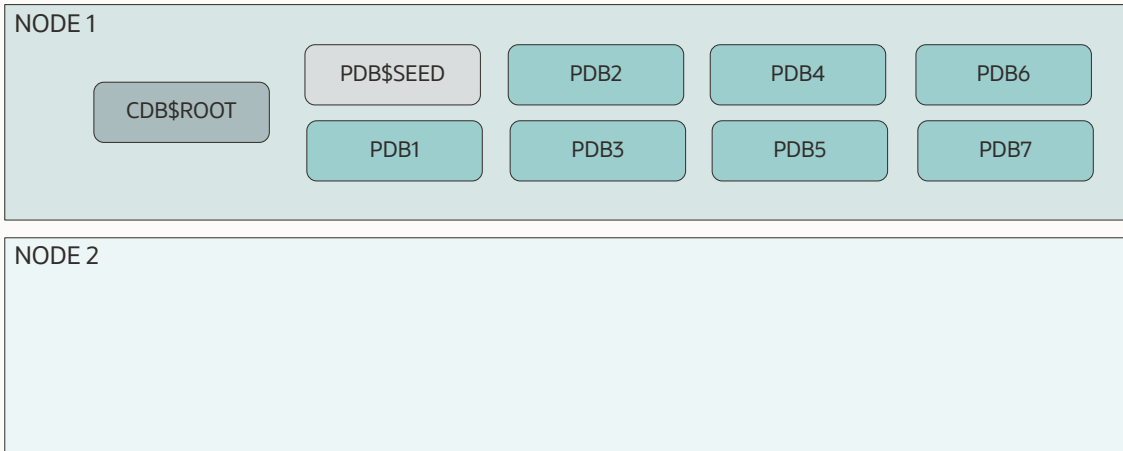 NODE 1
PDB$SEED
PDB2
PDB4
PDB6
CDB$ROOT
PDB1
PDB3
PDB5
PDB7
NODE 2